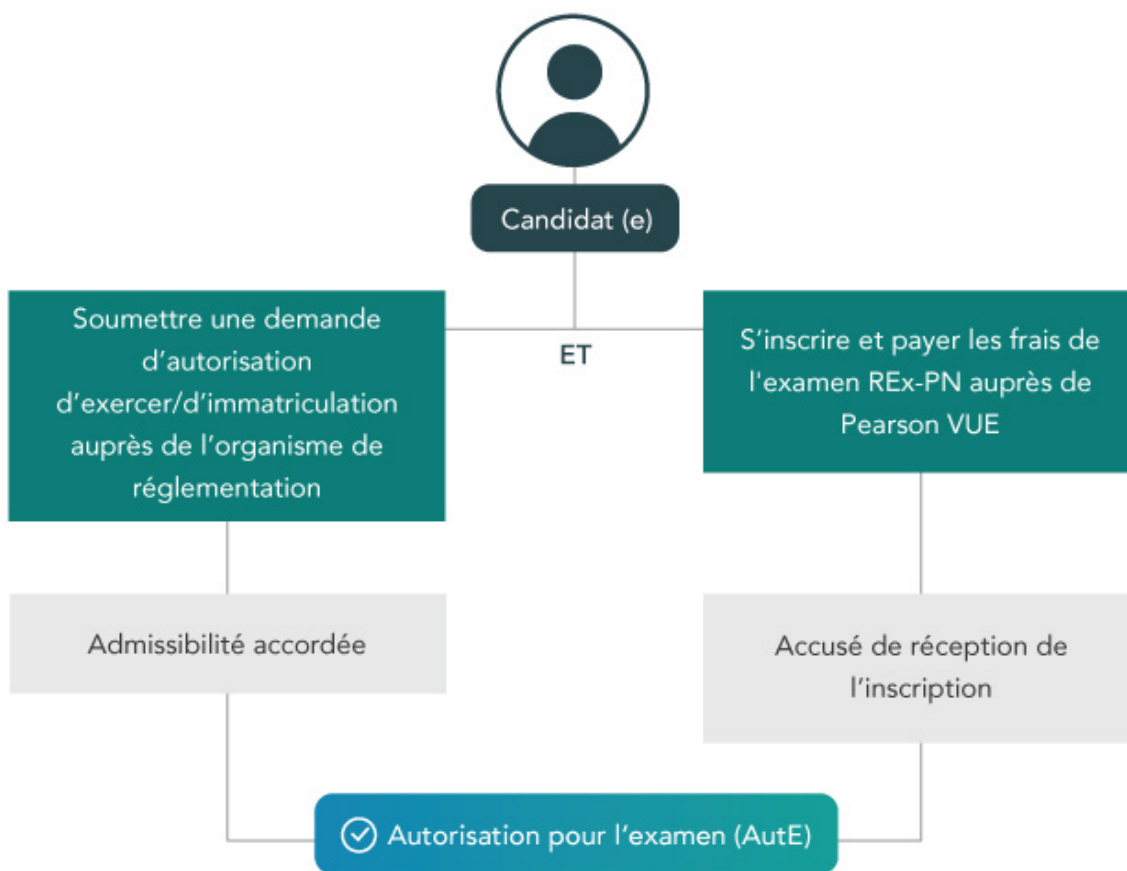 Candidat (e)
Soumettre une demande
d'autorisation
d'exercer/d'immatriculation
auprès de l'organisme de
réglementation
ET
S'inscrire et payer les frais de
l'examen REx-PN auprès de
Pearson VUE
Admissibilité accordée
Accusé de réception de
l'inscription
Autorisation pour l'examen (AutE)